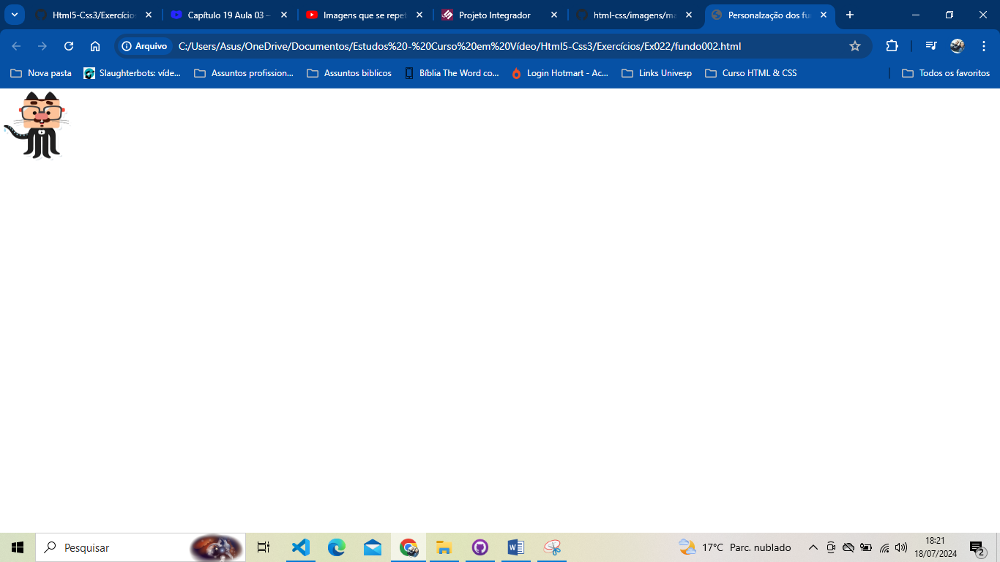 Html5-Css3/Exercícios
Capítulo 19 Aula 03 –
Imagens que se repet
Projeto Integrador
html-css/imagens/ma
Personalzação dos fu
Arquivo
C:/Users/Asus/OneDrive/Documentos/Estudos%20-%20Curso%20em%20Vídeo/Html5-Css3/Exercícios/Ex022/fundo002.html
Nova pasta
Slaughterbots: víde...
Assuntos profission...
Assuntos biblicos
Bíblia The Word co...
Login Hotmart - Ac...
Links Univesp
Curso HTML & CSS
Todos os favoritos
Pesquisar
17°C Parc. nublado
18:21
18/07/2024
2